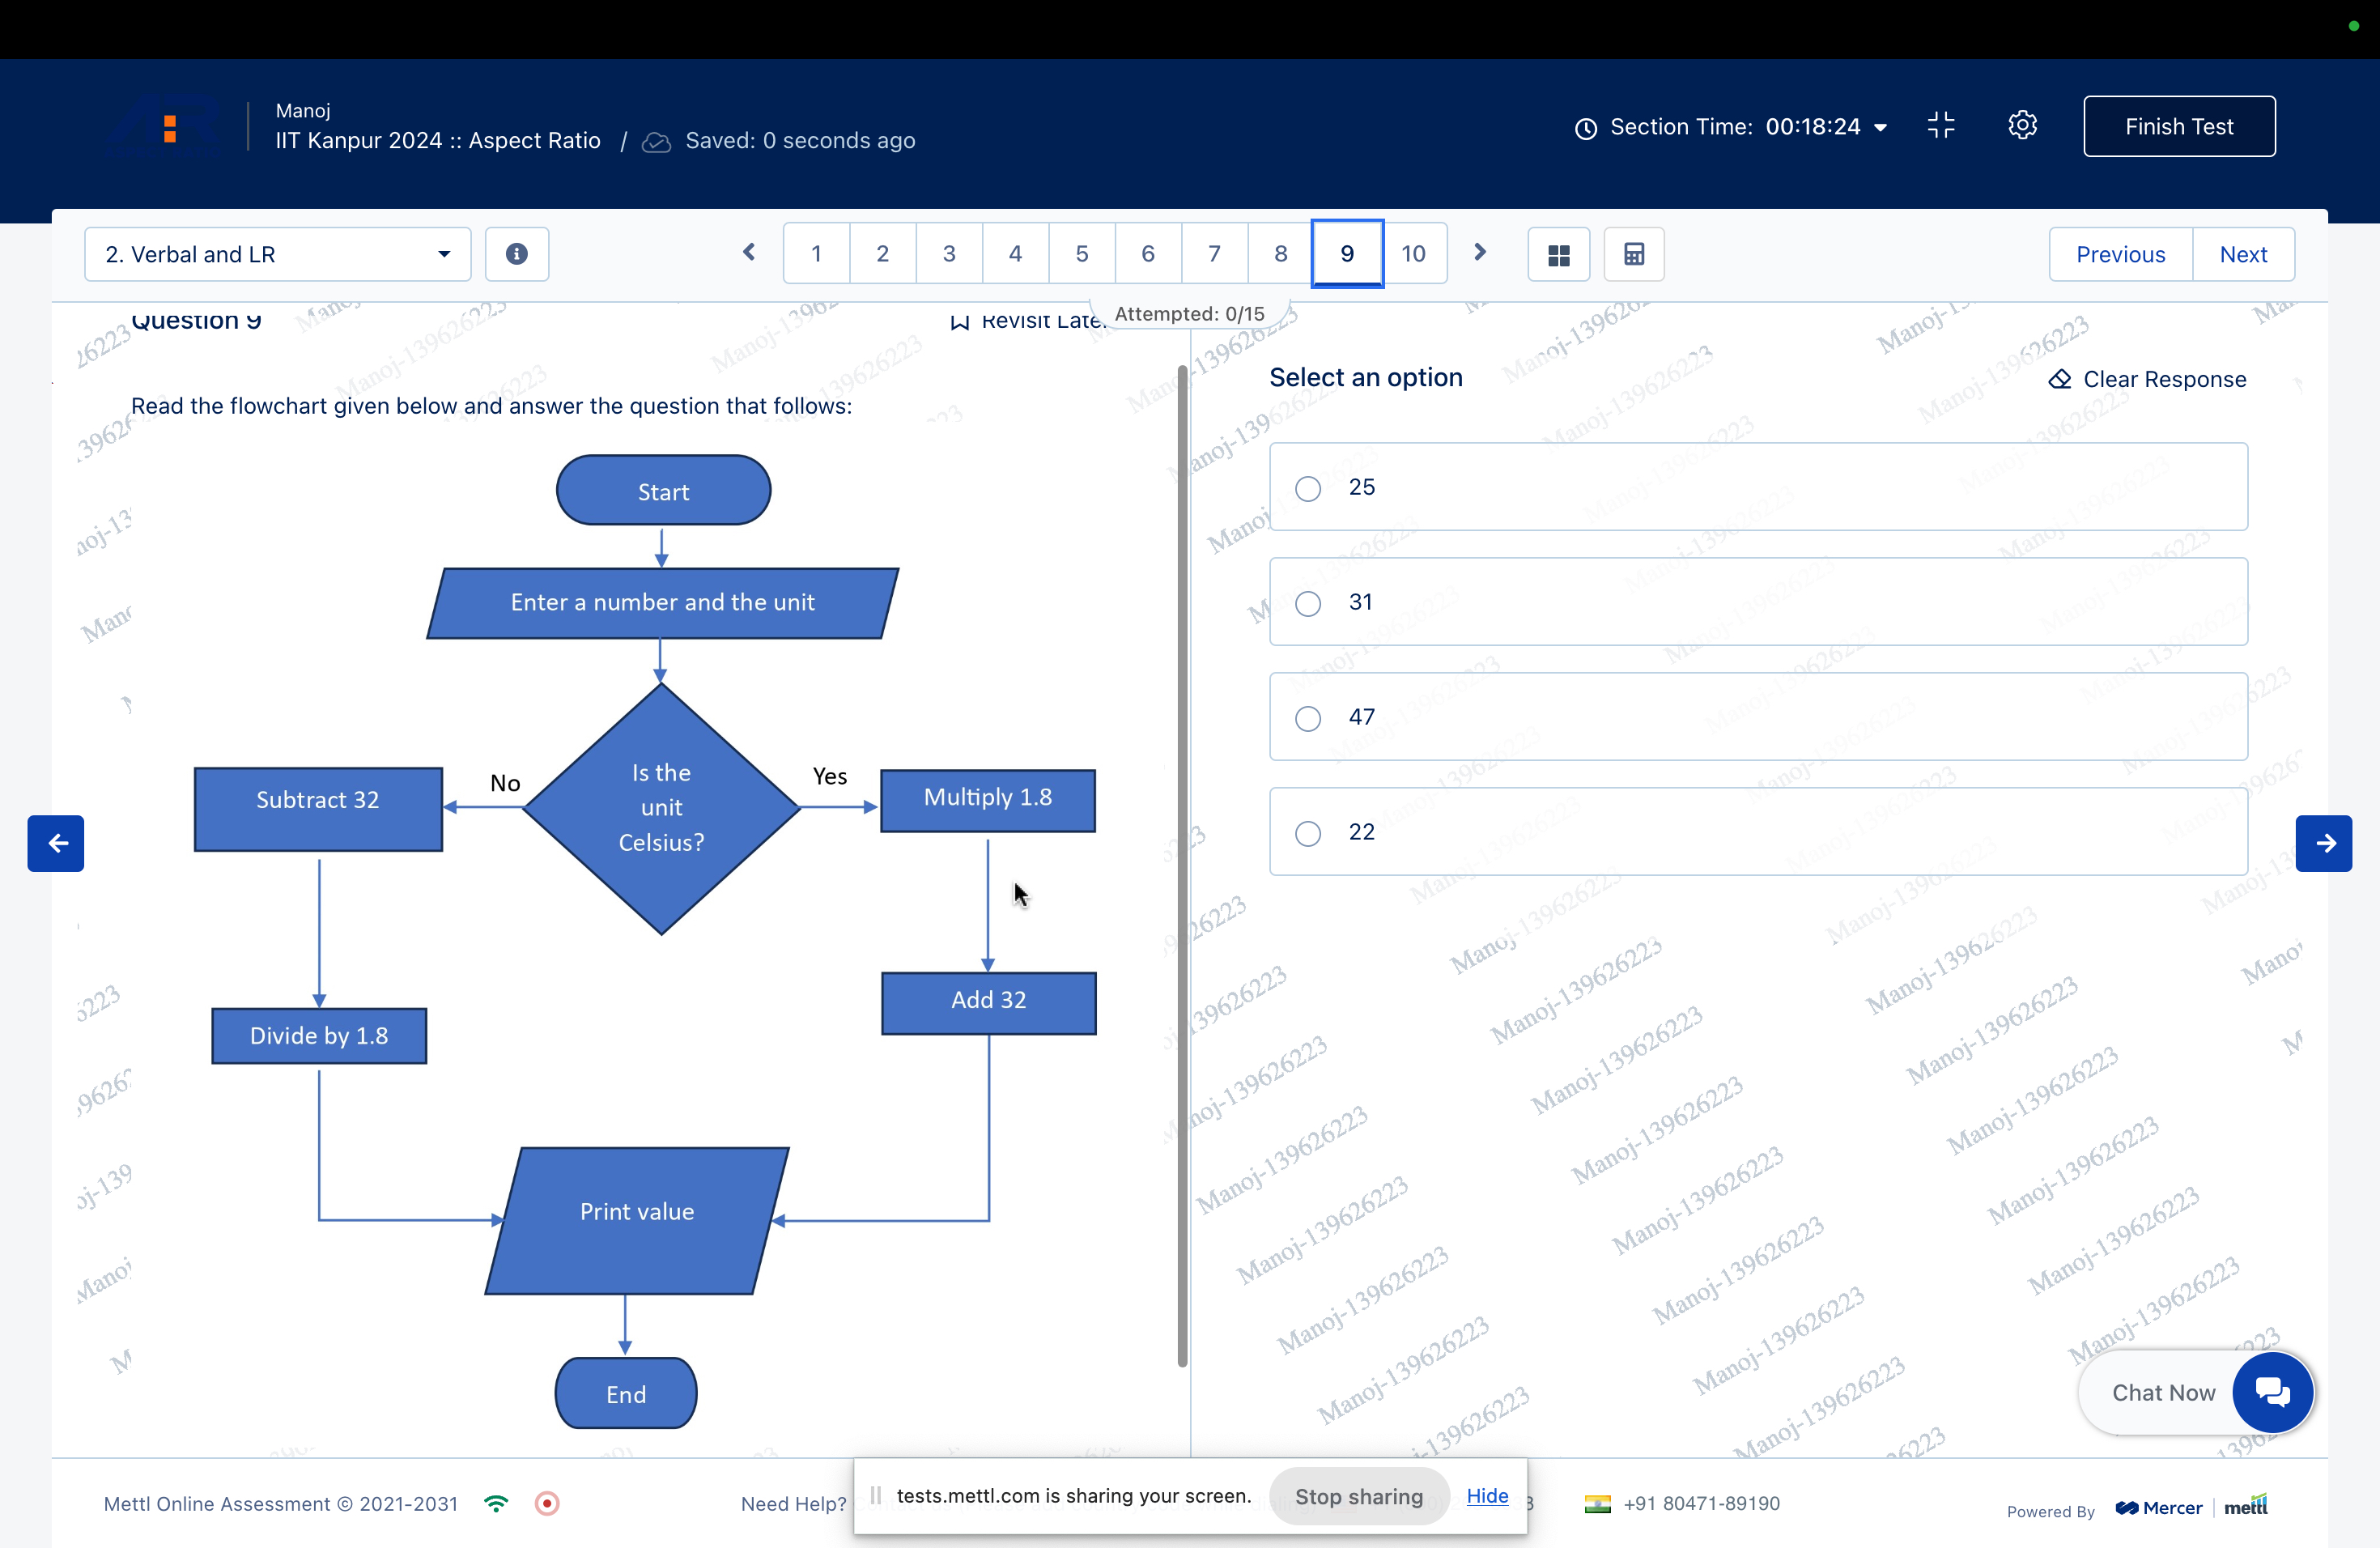 Manoj
IIT Kanpur 2024 :: Aspect Ratio / Saved: 0 seconds ago
Section Time: 00:18:24
Finish Test
2. Verbal and LR
1 2 3 4 5 6 7 8 9 10
Previous Next
Attempted: 0/15
Question 9
Revisit Later
Read the flowchart given below and answer the question that follows:
Start
Enter a number and the unit
Is the
unit
Celsius?
No
Yes
Subtract 32
Multiply 1.8
Divide by 1.8
Add 32
Print value
End
Select an option
Clear Response
25
31
47
22
Manoj-139626223
Chat Now
Mettl Online Assessment © 2021-2031
Need Help?
tests.mettl.com is sharing your screen.
Stop sharing
Hide
+91 80471-89190
Powered By
Mercer | mettl